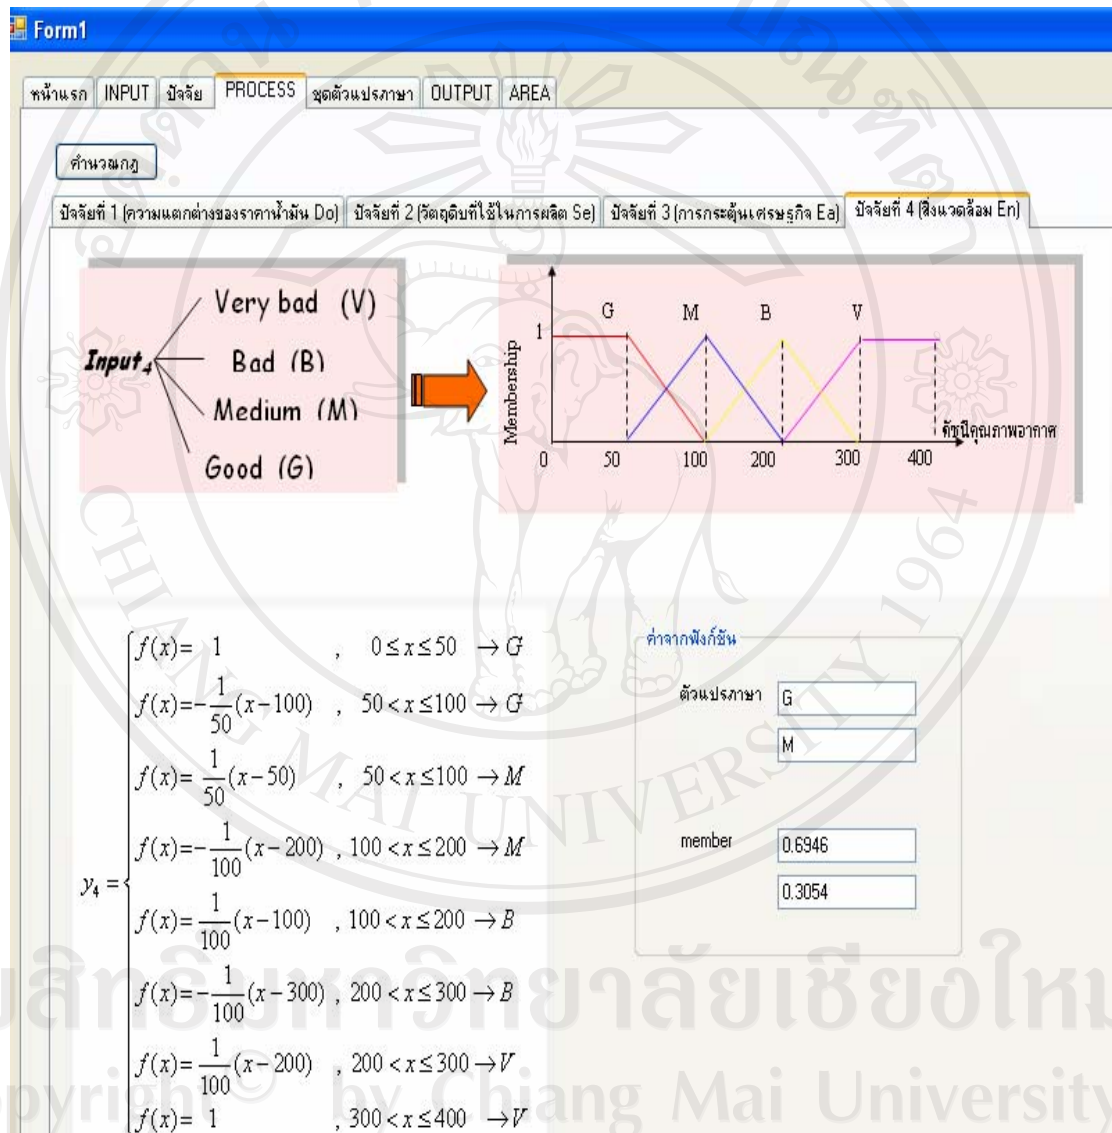 Form1
หน้าแรก INPUT ปัจจัย PROCESS ชุดตัวแปรภาษา OUTPUT AREA
คำนวณกฎ
ปัจจัยที่ 1 (ความแตกต่างของราคาน้ำมัน Do) ปัจจัยที่ 2 (วัตถุดิบที่ใช้ในการผลิต Se) ปัจจัยที่ 3 (การกระตุ้นเศรษฐกิจ Ea) ปัจจัยที่ 4 (สิ่งแวดล้อม En)
Very bad (V)
Input₄ Bad (B)
Medium (M)
Good (G)
G M B V
1
Membership
ดัชนีคุณภาพอากาศ
0 50 100 200 300 400
y₄ =
f(x)= 1 , 0≤x≤50 →G
f(x)=-1/50(x-100) , 50<x≤100 →G
f(x)= 1/50(x-50) , 50<x≤100 →M
f(x)=-1/100(x-200) , 100<x≤200 →M
f(x)= 1/100(x-100) , 100<x≤200 →B
f(x)=-1/100(x-300) , 200<x≤300 →B
f(x)= 1/100(x-200) , 200<x≤300 →V
f(x)= 1 , 300<x≤400 →V
ค่าจากฟังก์ชัน
ตัวแปรภาษา G
M
member 0.6946
0.3054
CHIANG MAI UNIVERSITY 1964
มหาวิทยาลัยเชียงใหม่
© by Chiang Mai University